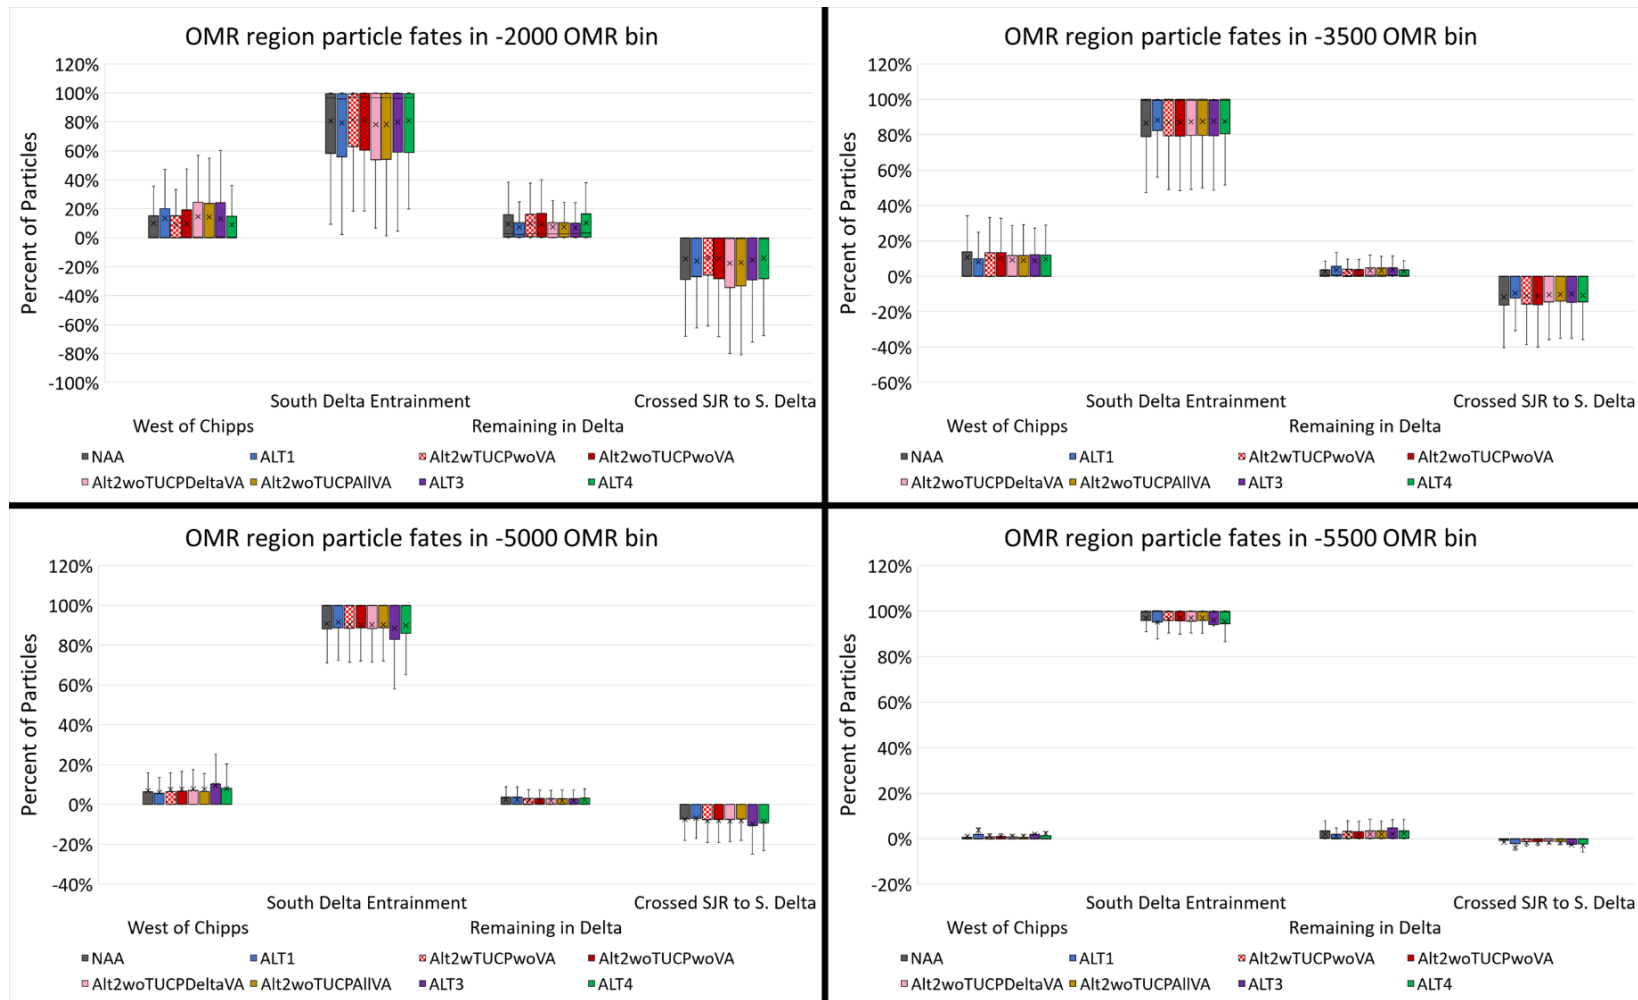 OMR region particle fates in -2000 OMR bin
120%
100%
80%
60%
40%
20%
0%
-20%
-40%
-60%
-80%
-100%
Percent of Particles
South Delta Entrainment
Crossed SJR to S. Delta
West of Chipps
Remaining in Delta
NAA
ALT1
Alt2wTUCPwoVA
Alt2woTUCPwoVA
Alt2woTUCPDeltaVA
Alt2woTUCPAllVA
ALT3
ALT4
OMR region particle fates in -3500 OMR bin
120%
100%
80%
60%
40%
20%
0%
-20%
-40%
-60%
Percent of Particles
South Delta Entrainment
Crossed SJR to S. Delta
West of Chipps
Remaining in Delta
NAA
ALT1
Alt2wTUCPwoVA
Alt2woTUCPwoVA
Alt2woTUCPDeltaVA
Alt2woTUCPAllVA
ALT3
ALT4
OMR region particle fates in -5000 OMR bin
120%
100%
80%
60%
40%
20%
0%
-20%
-40%
Percent of Particles
South Delta Entrainment
Crossed SJR to S. Delta
West of Chipps
Remaining in Delta
NAA
ALT1
Alt2wTUCPwoVA
Alt2woTUCPwoVA
Alt2woTUCPDeltaVA
Alt2woTUCPAllVA
ALT3
ALT4
OMR region particle fates in -5500 OMR bin
120%
100%
80%
60%
40%
20%
0%
-20%
Percent of Particles
South Delta Entrainment
Crossed SJR to S. Delta
West of Chipps
Remaining in Delta
NAA
ALT1
Alt2wTUCPwoVA
Alt2woTUCPwoVA
Alt2woTUCPDeltaVA
Alt2woTUCPAllVA
ALT3
ALT4